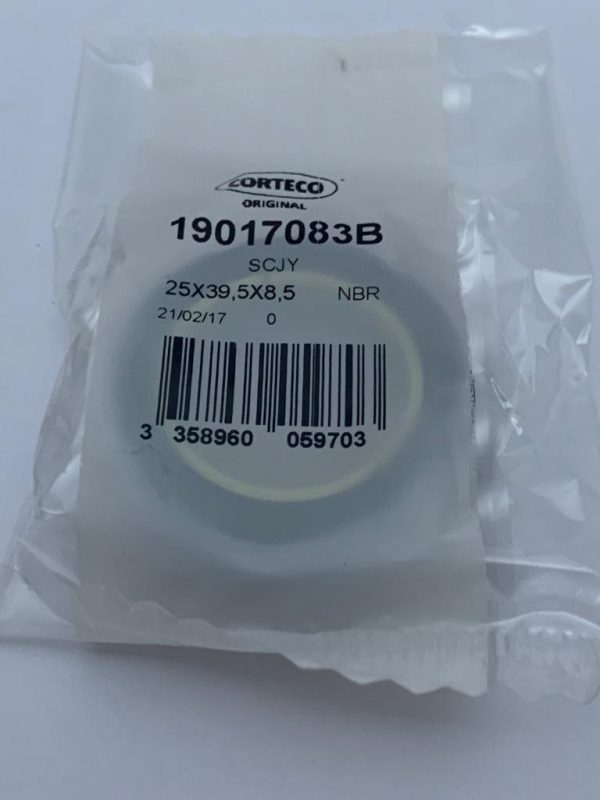 CORTECO
ORIGINAL
19017083B
SCJY
25X39,5X8,5 NBR
21/02/17 0
3 358960 059703